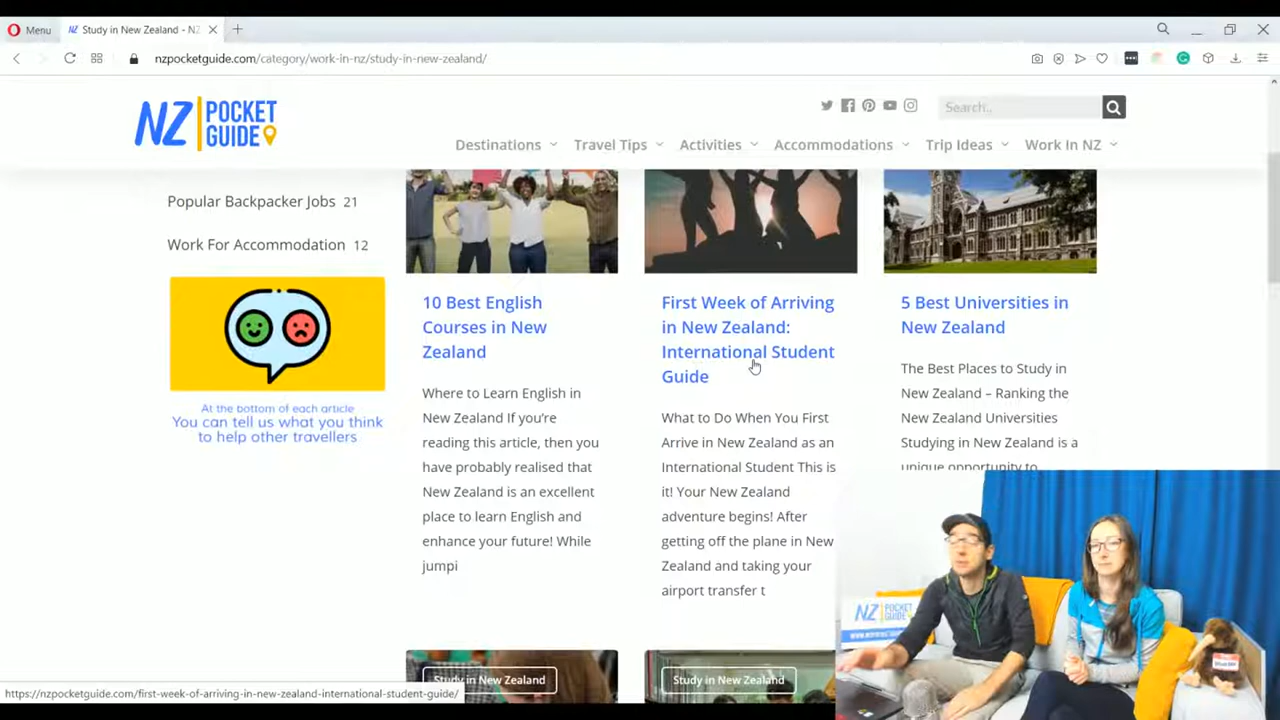 Menu
Study in New Zealand - NZ
nzpocketguide.com/category/work-in-nz/study-in-new-zealand/
NZ POCKET GUIDE
Search..
Destinations
Travel Tips
Activities
Accommodations
Trip Ideas
Work In NZ
Popular Backpacker Jobs 21
Work For Accommodation 12
At the bottom of each article
You can tell us what you think
to help other travellers
10 Best English
Courses in New
Zealand
Where to Learn English in
New Zealand If you're
reading this article, then you
have probably realised that
New Zealand is an excellent
place to learn English and
enhance your future! While
jumpi
First Week of Arriving
in New Zealand:
International Student
Guide
What to Do When You First
Arrive in New Zealand as an
International Student This is
it! Your New Zealand
adventure begins! After
getting off the plane in New
Zealand and taking your
airport transfer t
5 Best Universities in
New Zealand
The Best Places to Study in
New Zealand – Ranking the
New Zealand Universities
Studying in New Zealand is a
unique opportunity to
Study in New Zealand
Study in New Zealand
https://nzpocketguide.com/first-week-of-arriving-in-new-zealand-international-student-guide/
NZ POCKET GUIDE